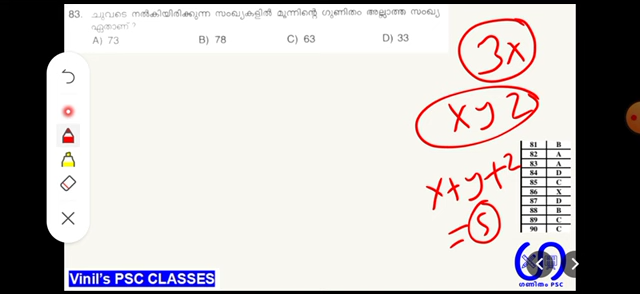 83. ചുവടെ നൽകിയിരിക്കുന്ന സംഖ്യകളിൽ മൂന്നിന്റെ ഗുണിതം അല്ലാത്ത സംഖ്യ
ഏതാണ് ?
A) 73 B) 78 C) 63 D) 33
3x
xyz
x+y+z
= S
81 B
82 A
83 A
84 D
85 C
86 X
87 D
88 B
89 C
90 C
ഗണിതം PSC
Vinil's PSC CLASSES